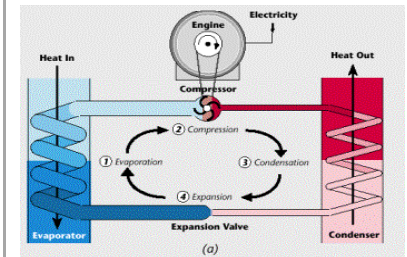 Electricity
Engine
Heat In
Heat Out
Compressor
② Compression
① Evaporation
③ Condensation
④ Expansion
Expansion Valve
Evaporator
Condenser
(a)